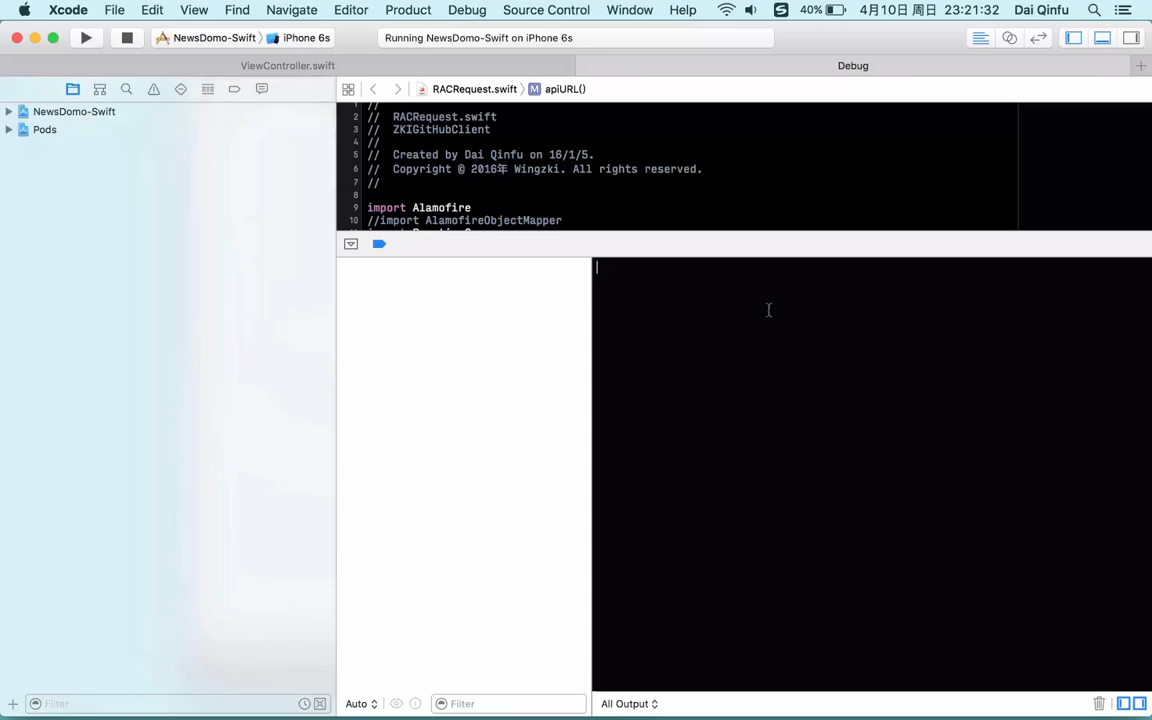 Xcode File Edit View Find Navigate Editor Product Debug Source Control Window Help 40% 4月10日 周日 23:21:32 Dai Qinfu
NewsDomo-Swift iPhone 6s Running NewsDomo-Swift on iPhone 6s
ViewController.swift Debug
RACRequest.swift M apiURL()
NewsDomo-Swift
Pods
1 //
2 // RACRequest.swift
3 // ZKIGitHubClient
4 //
5 // Created by Dai Qinfu on 16/1/5.
6 // Copyright © 2016年 Wingzki. All rights reserved.
7 //
8
9 import Alamofire
10 //import AlamofireObjectMapper
Filter Auto Filter All Output